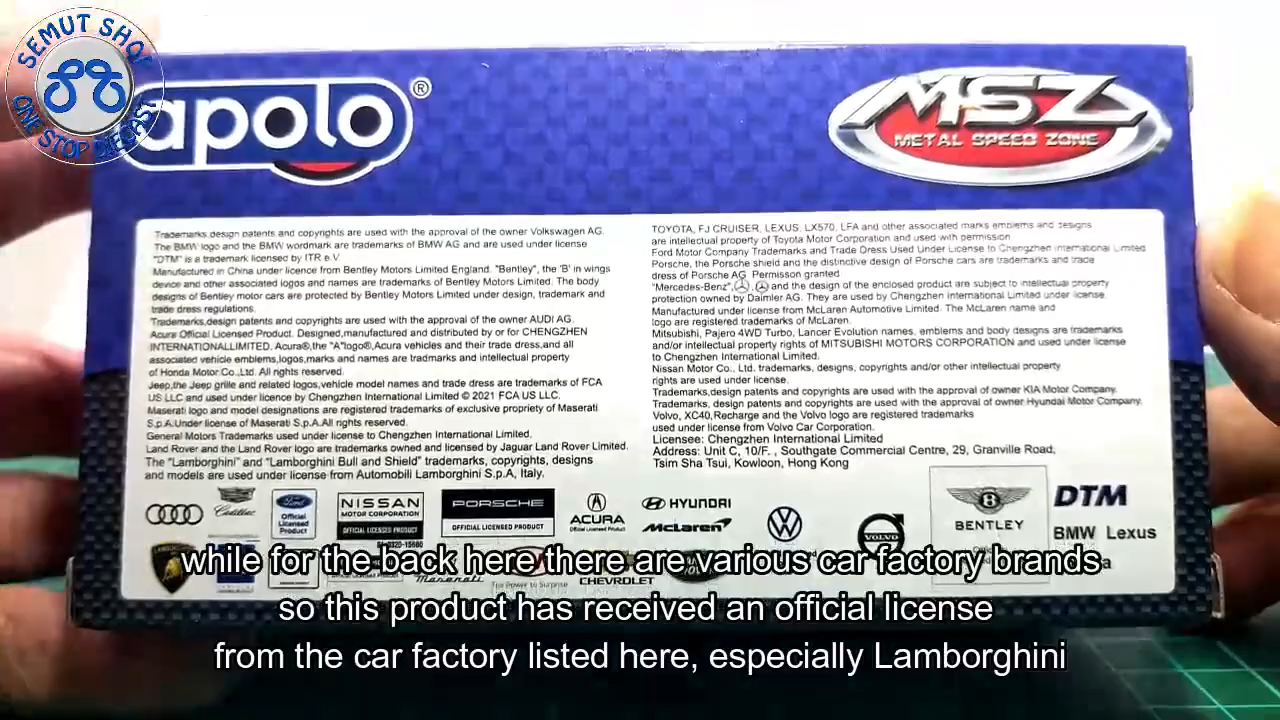 SEMUT SHOP
ONE STOP DIECAST
apolo®
MSZ
METAL SPEED ZONE
Trademarks,design patents and copyrights are used with the approval of the owner Volkswagen AG.
The BMW logo and the BMW wordmark are trademarks of BMW AG and are used under license
"DTM" is a trademark licensed by ITR e.V
Manufactured in China under licence from Bentley Motors Limited England. "Bentley", the 'B' in wings
device and other associated logos and names are trademarks of Bentley Motors Limited. The body
designs of Bentley motor cars are protected by Bentley Motors Limited under design, trademark and
trade dress regulations.
Trademarks,design patents and copyrights are used with the approval of the owner AUDI AG.
Acura Official Licensed Product. Designed,manufactured and distributed by or for CHENGZHEN
INTERNATIONALLIMITED. Acura®,the "A"logo®,Acura vehicles and their trade dress,and all
associated vehicle emblems,logos,marks and names are tradmarks and intellectual property
of Honda Motor Co.,Ltd. All rights reserved.
Jeep,the Jeep grille and related logos,vehicle model names and trade dress are trademarks of FCA
US LLC and used under licence by Chengzhen International Limited © 2021 FCA US LLC.
Maserati logo and model designations are registered trademarks of exclusive propriety of Maserati
S.p.A.Under license of Maserati S.p.A.All rights reserved.
General Motors Trademarks used under license to Chengzhen International Limited.
Land Rover and the Land Rover logo are trademarks owned and licensed by Jaguar Land Rover Limited.
The "Lamborghini" and "Lamborghini Bull and Shield" trademarks, copyrights, designs
and models are used under license from Automobili Lamborghini S.p.A, Italy.
TOYOTA, FJ CRUISER, LEXUS, LX570, LFA and other associated marks emblems and designs
are intellectual property of Toyota Motor Corporation and used with permission
Ford Motor Company Trademarks and Trade Dress Used Under License to Chengzhen International Limited
Porsche, the Porsche shield and the distinctive design of Porsche cars are trademarks and trade
dress of Porsche AG. Permisson granted
"Mercedes-Benz", and the design of the enclosed product are subject to intellectual property
protection owned by Daimler AG. They are used by Chengzhen International Limited under license.
Manufactured under license from McLaren Automotive Limited. The McLaren name and
logo are registered trademarks of McLaren.
Mitsubishi, Pajero 4WD Turbo, Lancer Evolution names, emblems and body designs are trademarks
and/or intellectual property rights of MITSUBISHI MOTORS CORPORATION and used under license
to Chengzhen International Limited.
Nissan Motor Co., Ltd. trademarks, designs, copyrights and/or other intellectual property
rights are used under license.
Trademarks,design patents and copyrights are used with the approval of owner KIA Motor Company.
Trademarks, design patents and copyrights are used with the approval of owner Hyundai Motor Company.
Volvo, XC40,Recharge and the Volvo logo are registered trademarks
used under license from Volvo Car Corporation.
Licensee: Chengzhen International Limited
Address: Unit C, 10/F. , Southgate Commercial Centre, 29, Granville Road,
Tsim Sha Tsui, Kowloon, Hong Kong
Cadillac
Ford
Official
Licensed
Product
NISSAN
MOTOR CORPORATION
OFFICIAL LICENSED PRODUCT
PORSCHE
OFFICIAL LICENSED PRODUCT
ACURA
Official Licensed Product
HYUNDAI
McLaren
VOLVO
BENTLEY
DTM
BMW Lexus
Maserati
The Power to Surprise
CHEVROLET
while for the back here there are various car factory brands
so this product has received an official license
from the car factory listed here, especially Lamborghini